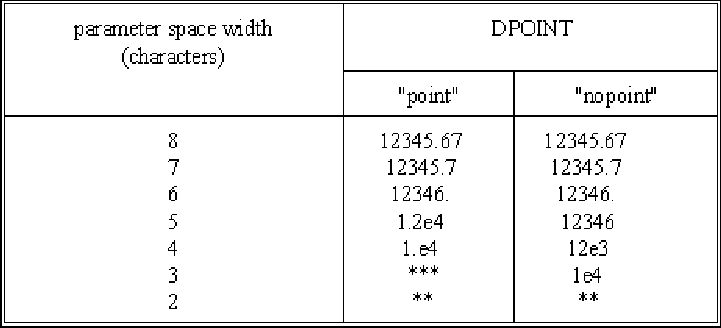 parameter space width DPOINT
(characters)
"point" "nopoint"
8 12345.67 12345.67
7 12345.7 12345.7
6 12346. 12346.
5 1.2e4 12346
4 1.e4 12e3
3 *** 1e4
2 ** **